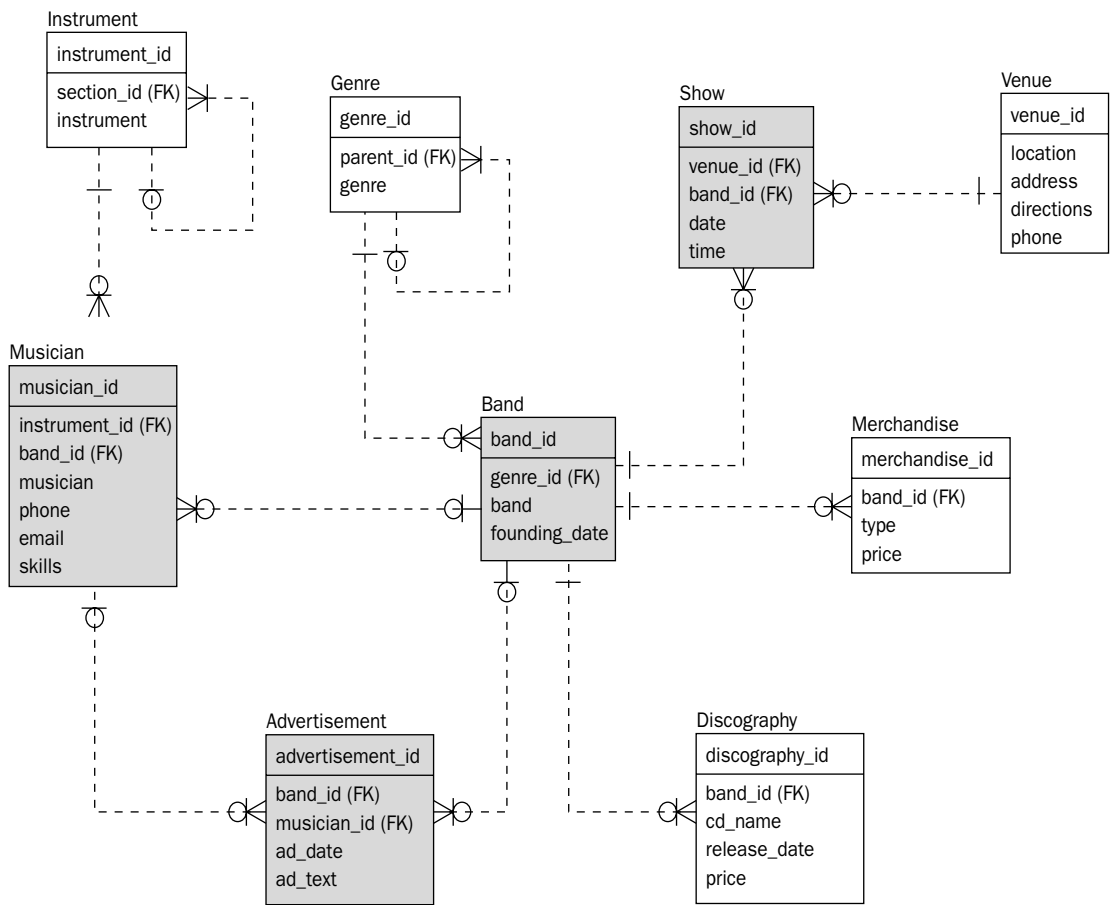 Instrument
instrument_id
section_id (FK)
instrument
Genre
genre_id
parent_id (FK)
genre
Show
show_id
venue_id (FK)
band_id (FK)
date
time
Venue
venue_id
location
address
directions
phone
Musician
musician_id
instrument_id (FK)
band_id (FK)
musician
phone
email
skills
Band
band_id
genre_id (FK)
band
founding_date
Merchandise
merchandise_id
band_id (FK)
type
price
Advertisement
advertisement_id
band_id (FK)
musician_id (FK)
ad_date
ad_text
Discography
discography_id
band_id (FK)
cd_name
release_date
price